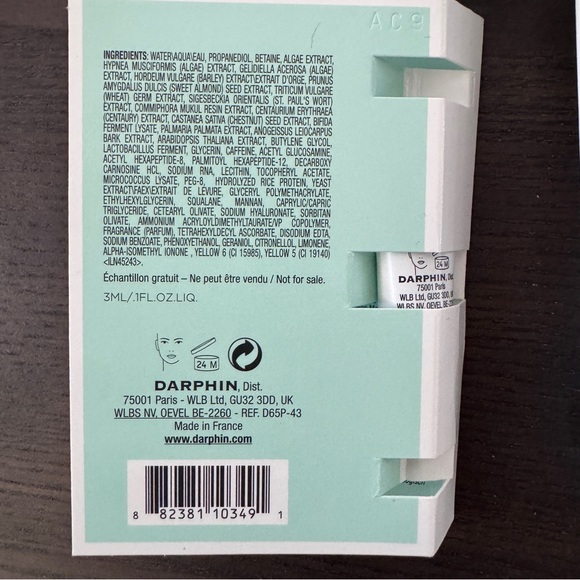 AC9
INGREDIENTS: WATER\AQUA\EAU, PROPANEDIOL, BETAINE, ALGAE EXTRACT,
HYPNEA MUSCIFORMIS (ALGAE) EXTRACT, GELIDIELLA ACEROSA (ALGAE)
EXTRACT, HORDEUM VULGARE (BARLEY) EXTRACT\EXTRAIT D'ORGE, PRUNUS
AMYGDALUS DULCIS (SWEET ALMOND) SEED EXTRACT, TRITICUM VULGARE
(WHEAT) GERM EXTRACT, SIGESBECKIA ORIENTALIS (ST. PAUL'S WORT)
EXTRACT, COMMIPHORA MUKUL RESIN EXTRACT, CENTAURIUM ERYTHRAEA
(CENTAURY) EXTRACT, CASTANEA SATIVA (CHESTNUT) SEED EXTRACT, BIFIDA
FERMENT LYSATE, PALMARIA PALMATA EXTRACT, ANOGEISSUS LEIOCARPUS
BARK EXTRACT, ARABIDOPSIS THALIANA EXTRACT, BUTYLENE GLYCOL,
LACTOBACILLUS FERMENT, GLYCERIN, CAFFEINE, ACETYL GLUCOSAMINE,
ACETYL HEXAPEPTIDE-8, PALMITOYL HEXAPEPTIDE-12, DECARBOXY
CARNOSINE HCL, SODIUM RNA, LECITHIN, TOCOPHERYL ACETATE,
MICROCOCCUS LYSATE, PEG-8, HYDROLYZED RICE PROTEIN, YEAST
EXTRACT\FAEX\EXTRAIT DE LEVURE, GLYCERYL POLYMETHACRYLATE,
ETHYLHEXYLGLYCERIN, SQUALANE, MANNAN, CAPRYLIC/CAPRIC
TRIGLYCERIDE, CETEARYL OLIVATE, SODIUM HYALURONATE, SORBITAN
OLIVATE, AMMONIUM ACRYLOYLDIMETHYLTAURATE/VP COPOLYMER,
FRAGRANCE (PARFUM), TETRAHEXYLDECYL ASCORBATE, DISODIUM EDTA,
SODIUM BENZOATE, PHENOXYETHANOL, GERANIOL, CITRONELLOL, LIMONENE,
ALPHA-ISOMETHYL IONONE , YELLOW 6 (CI 15985), YELLOW 5 (CI 19140)
<ILN45243>.
Échantillon gratuit – Ne peut être vendu / Not for sale.
3ML/.1FL.OZ.LIQ.
24 M
DARPHIN, Dist.
75001 Paris - WLB Ltd, GU32 3DD, UK
WLBS NV. OEVEL BE-2260 - REF. D65P-43
Made in France
www.darphin.com
8 82381 10349 1
24 M
DARPHIN, Dist.
75001 Paris
WLB Ltd, GU32 3DD,
WLBS NV. OEVEL BE-